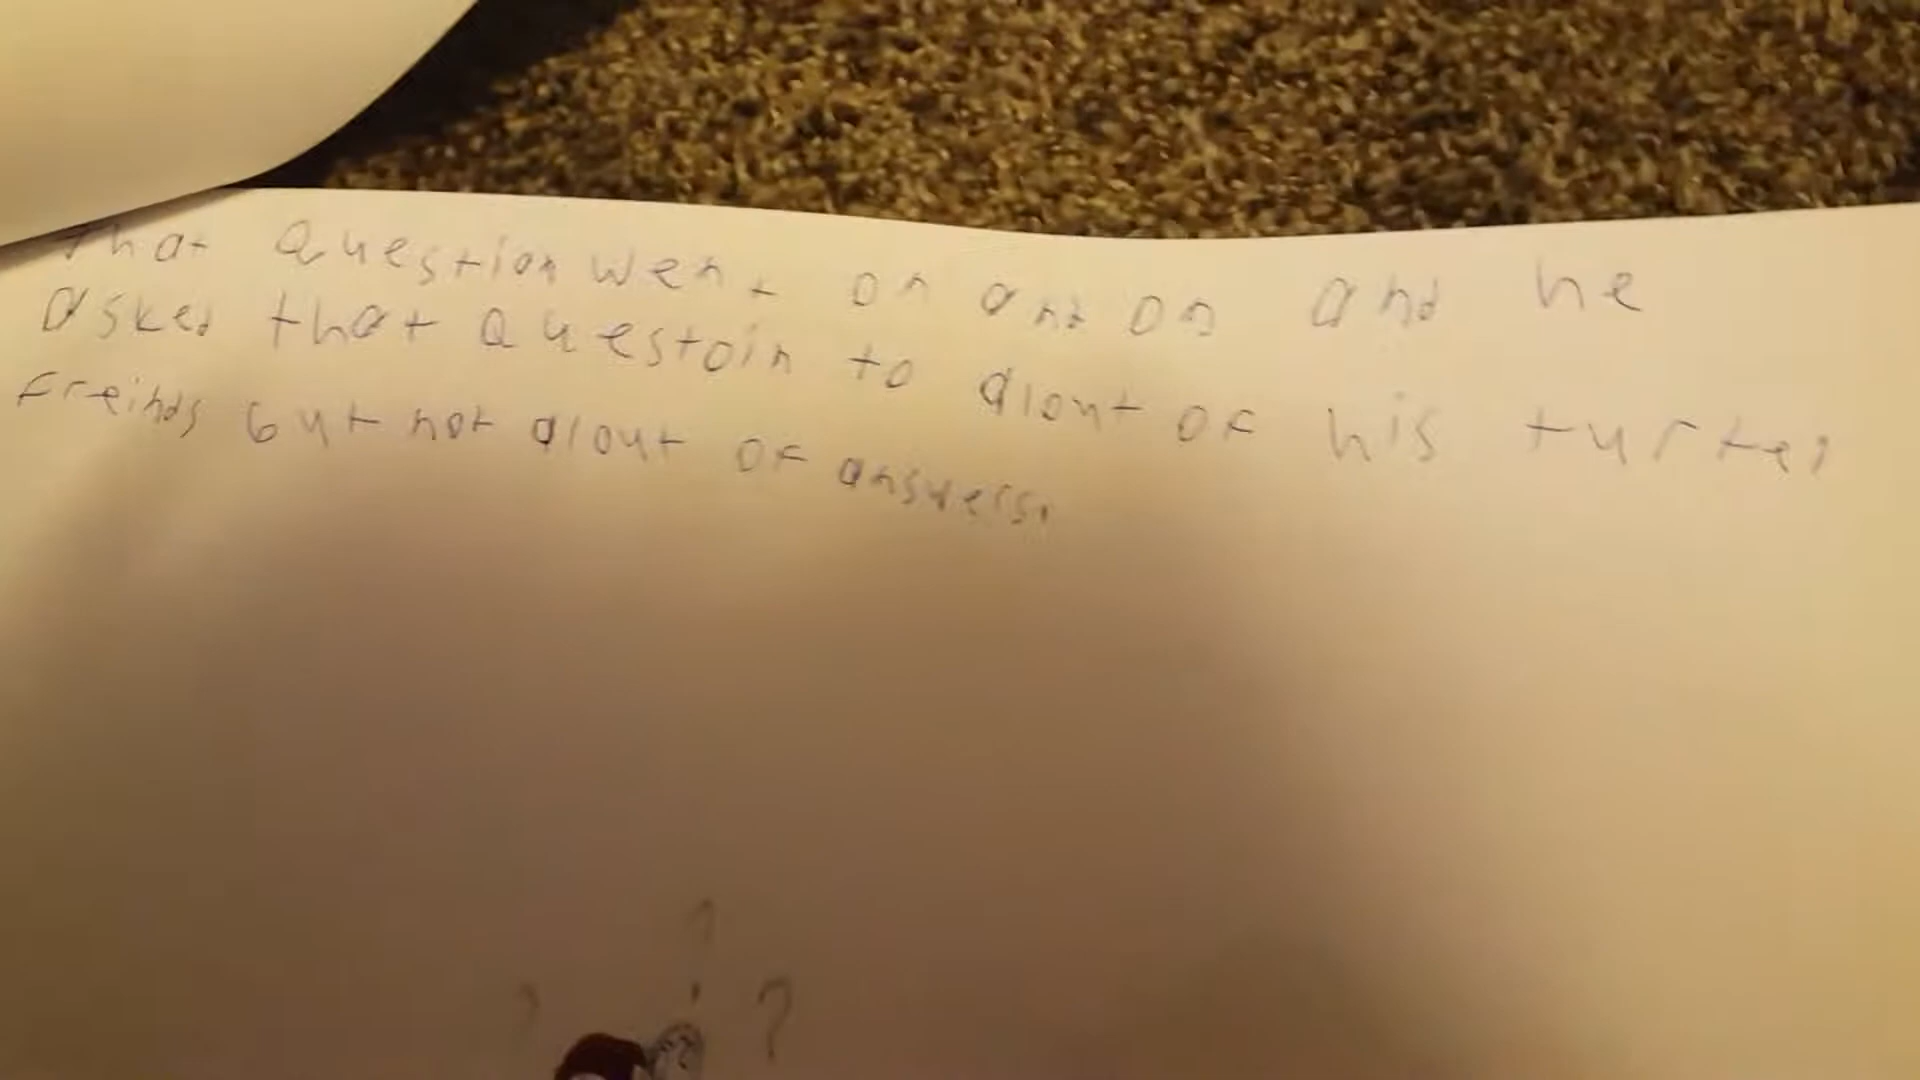 that Question went on and on and he
asked that Questoin to alout of his turtel
freinds but not alout of answers.
? ? ?